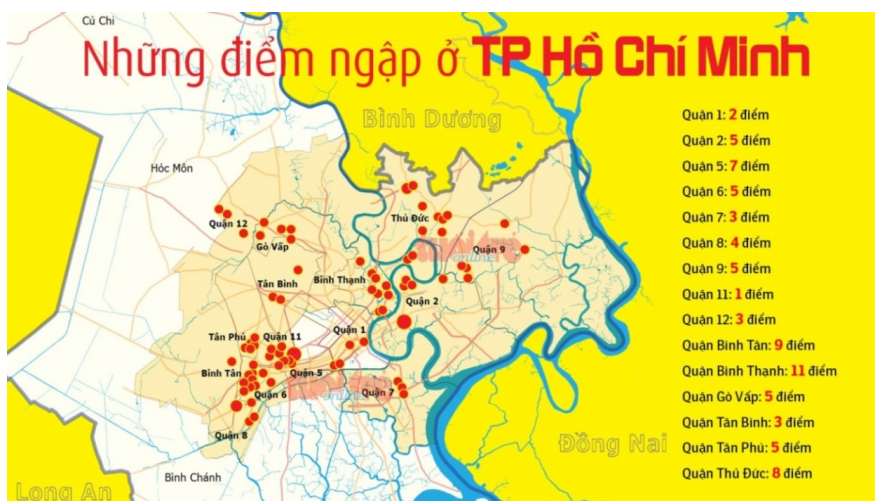 Củ Chi
Những điểm ngập ở TP Hồ Chí Minh
Bình Dương
Hóc Môn
Quận 12
Gò Vấp
Thủ Đức
Quận 9
Tân Bình
Bình Thạnh
Quận 2
Tân Phú
Quận 11
Quận 1
Bình Tân
Quận 5
Quận 6
Quận 7
Quận 8
Bình Chánh
Đồng Nai
Long An
tuổi trẻ
online
Quận 1: 2 điểm
Quận 2: 5 điểm
Quận 5: 7 điểm
Quận 6: 5 điểm
Quận 7: 3 điểm
Quận 8: 4 điểm
Quận 9: 5 điểm
Quận 11: 1 điểm
Quận 12: 3 điểm
Quận Bình Tân: 9 điểm
Quận Bình Thạnh: 11 điểm
Quận Gò Vấp: 5 điểm
Quận Tân Bình: 3 điểm
Quận Tân Phú: 5 điểm
Quận Thủ Đức: 8 điểm